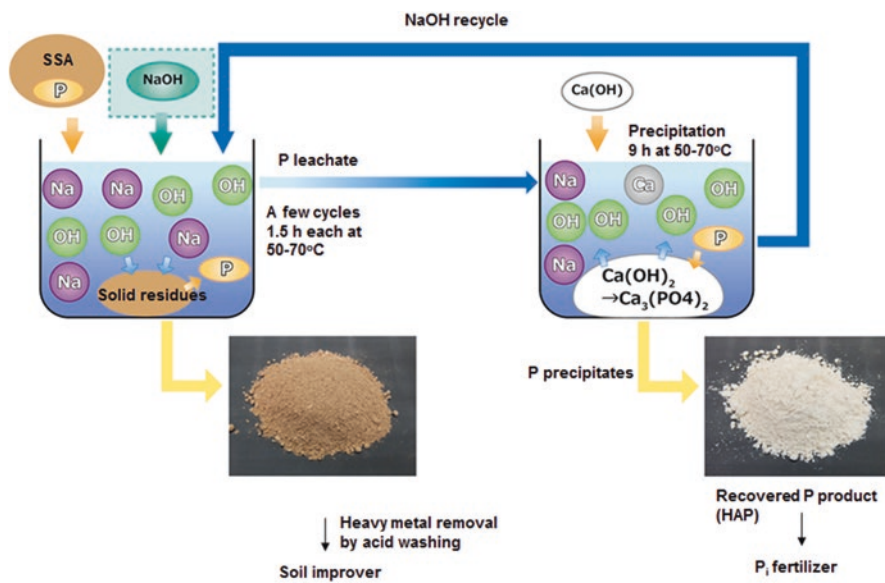 NaOH recycle
SSA
P
NaOH
Ca(OH)
Precipitation
9 h at 50-70°C
P leachate
A few cycles
1.5 h each at
50-70°C
Na
Na
OH
OH
OH
OH
Na
Na
P
Solid residues
Na
Ca
OH
OH
OH
OH
P
Na
Ca(OH)₂
→Ca₃(PO4)₂
P precipitates
Heavy metal removal
by acid washing
Soil improver
Recovered P product
(HAP)
Pᵢ fertilizer